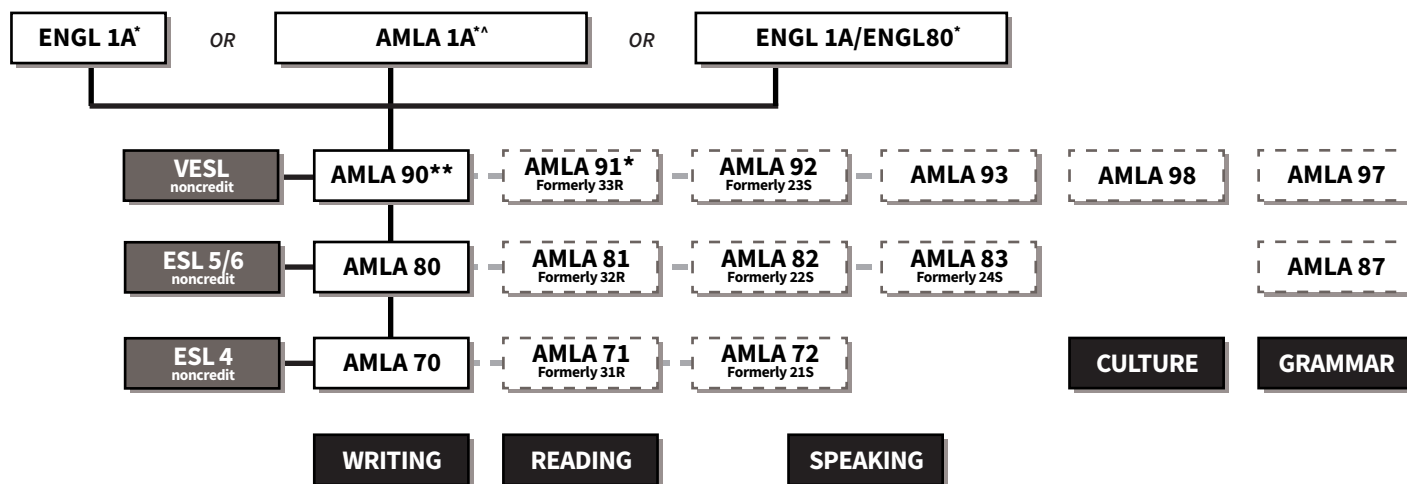 ENGL 1A* OR AMLA 1A*^ OR ENGL 1A/ENGL80*
VESL
noncredit
AMLA 90**
AMLA 91*
Formerly 33R
AMLA 92
Formerly 23S
AMLA 93
AMLA 98
AMLA 97
ESL 5/6
noncredit
AMLA 80
AMLA 81
Formerly 32R
AMLA 82
Formerly 22S
AMLA 83
Formerly 24S
AMLA 87
ESL 4
noncredit
AMLA 70
AMLA 71
Formerly 31R
AMLA 72
Formerly 21S
CULTURE
GRAMMAR
WRITING
READING
SPEAKING